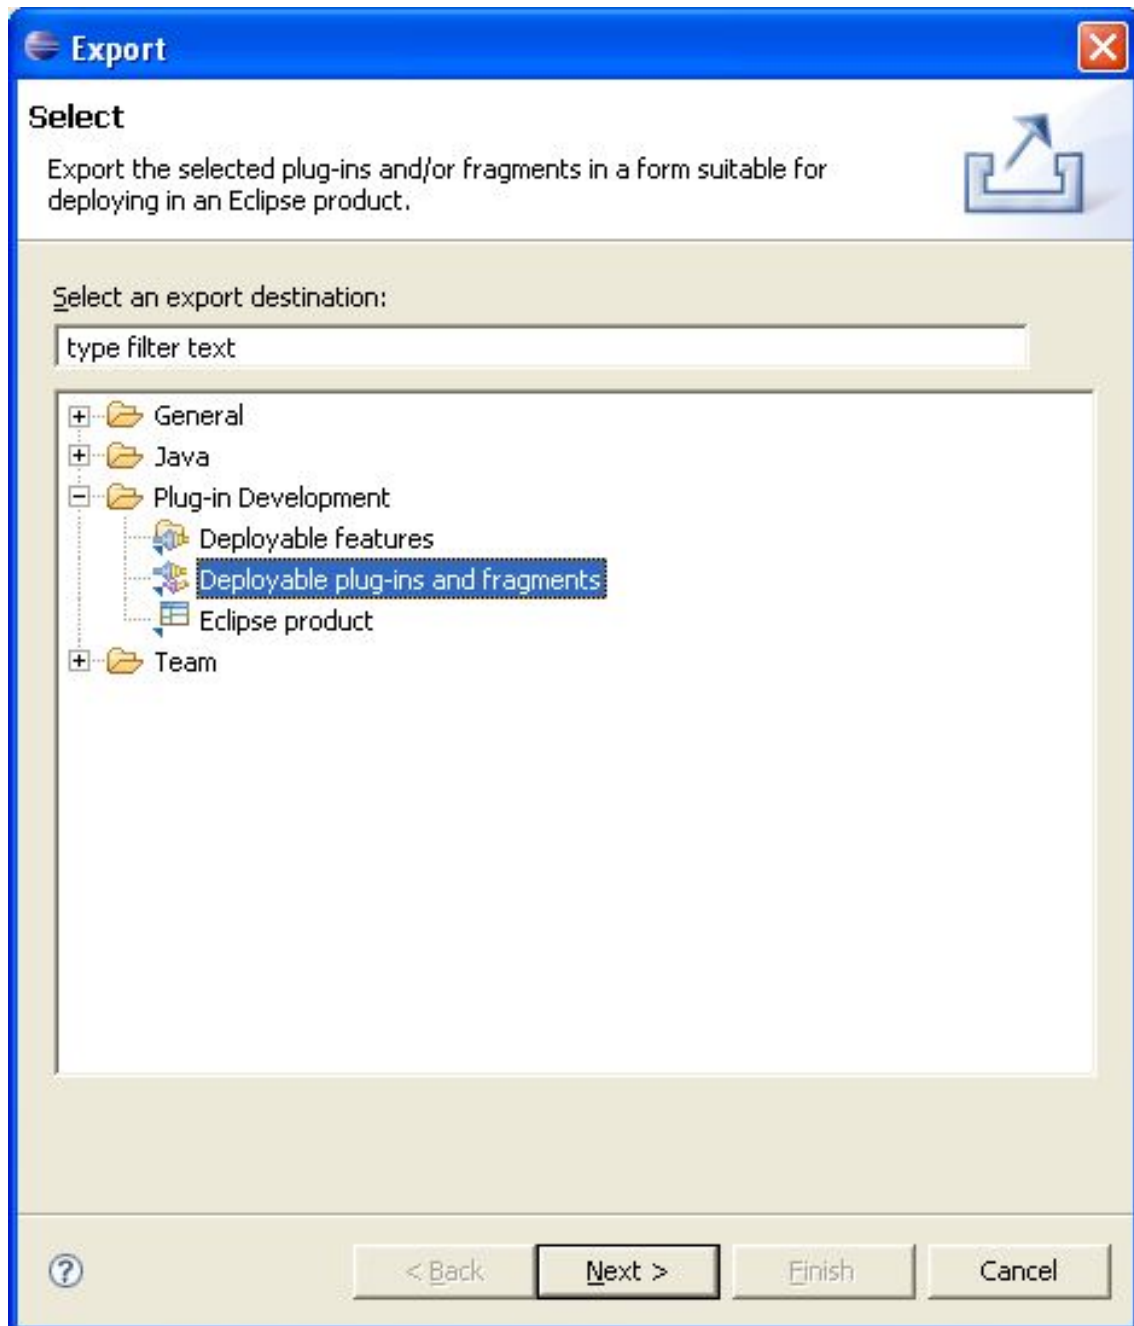 Export
Select
Export the selected plug-ins and/or fragments in a form suitable for
deploying in an Eclipse product.
Select an export destination:
type filter text
General
Java
Plug-in Development
Deployable features
Deployable plug-ins and fragments
Eclipse product
Team
< Back Next > Finish Cancel